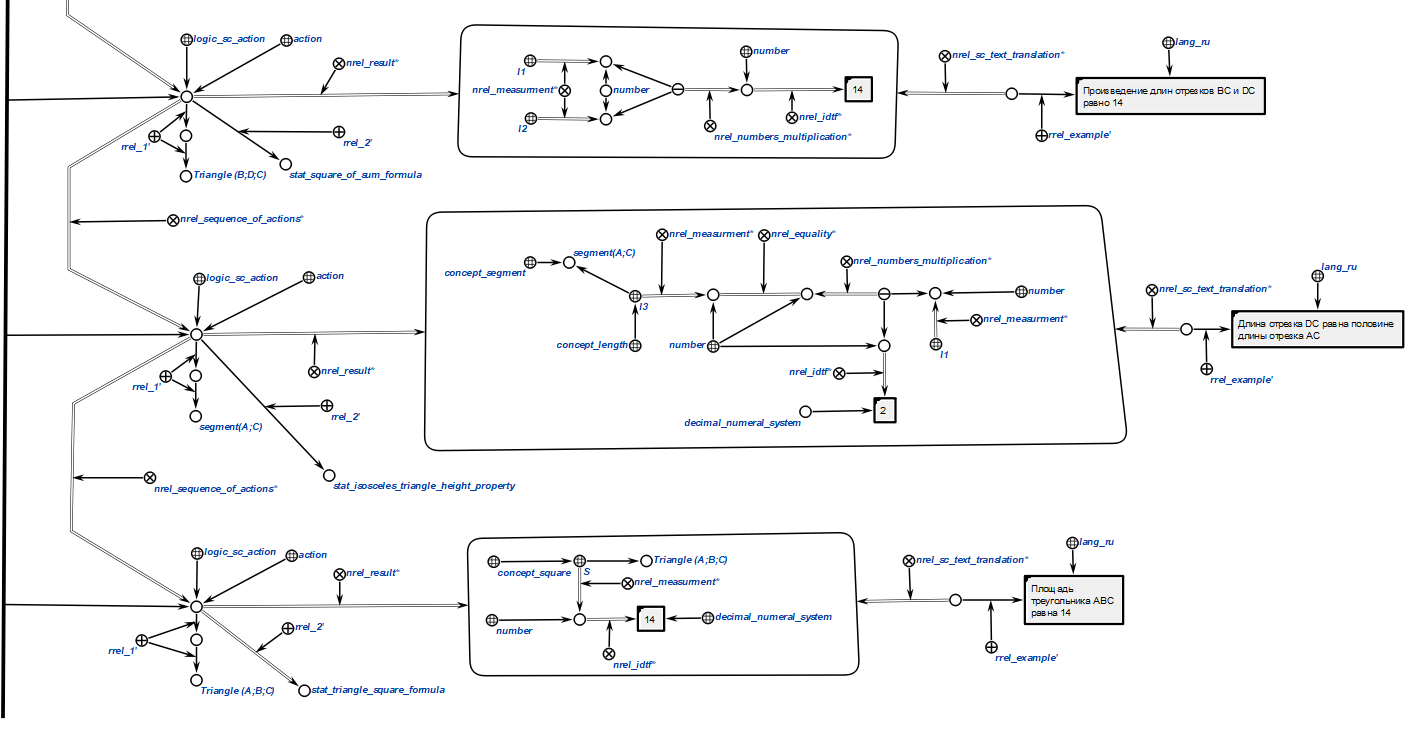 logic_sc_action
action
nrel_result*
rrel_1'
rrel_2'
Triangle (B;D;C)
stat_square_of_sum_formula
l1
nrel_measurment*
number
l2
number
14
nrel_idtf*
nrel_numbers_multiplication*
nrel_sc_text_translation*
lang_ru
Произведение длин отрезков BC и DC
равно 14
rrel_example'
nrel_sequence_of_actions*
logic_sc_action
action
nrel_result*
rrel_1'
rrel_2'
segment(A;C)
stat_isosceles_triangle_height_property
concept_segment
segment(A;C)
nrel_measurment*
nrel_equality*
nrel_numbers_multiplication*
l3
number
nrel_measurment*
concept_length
number
l1
nrel_idtf*
decimal_numeral_system
2
nrel_sc_text_translation*
lang_ru
Длина отрезка DC равна половине
длины отрезка AC
rrel_example'
nrel_sequence_of_actions*
logic_sc_action
action
nrel_result*
rrel_1'
rrel_2'
Triangle (A;B;C)
stat_triangle_square_formula
concept_square
S
Triangle (A;B;C)
nrel_measurment*
number
14
decimal_numeral_system
nrel_idtf*
nrel_sc_text_translation*
lang_ru
Площадь
треугольника ABC
равна 14
rrel_example'